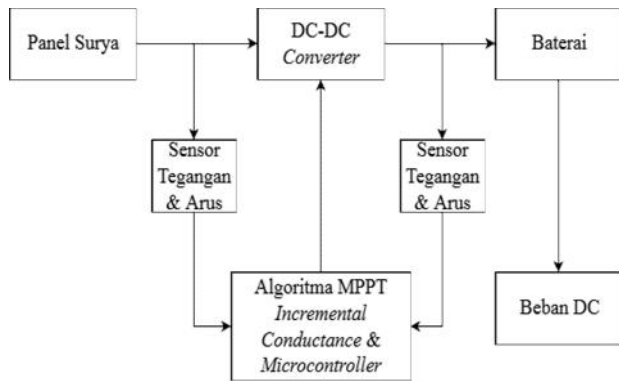 Panel Surya
DC-DC
Converter
Baterai
Sensor
Tegangan
& Arus
Sensor
Tegangan
& Arus
Algoritma MPPT
Incremental
Conductance &
Microcontroller
Beban DC